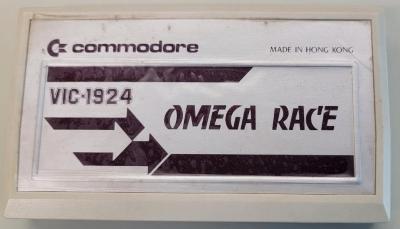 commodore
MADE IN HONG KONG
VIC-1924
OMEGA RACE